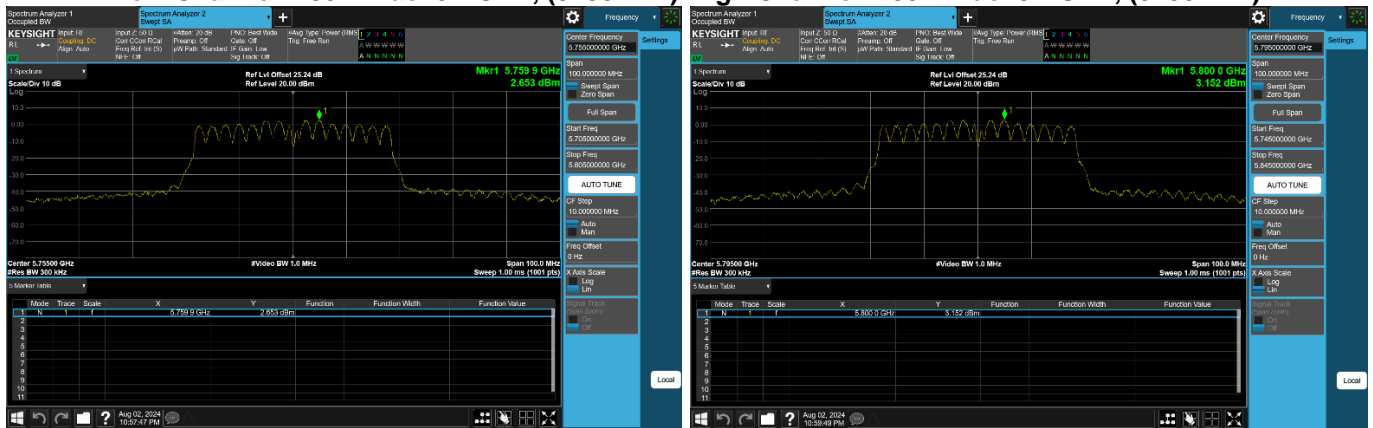 Spectrum Analyzer 1
Occupied BW
Spectrum Analyzer 2
Swept SA
+
Frequency
KEYSIGHT
RL
Input: RF
Coupling: DC
Align: Auto
Input Z: 50 Ω
Corr CCorr RCal
Freq Ref: Int (S)
NFE: Off
#Atten: 20 dB
Preamp: Off
µW Path: Standard
PNO: Best Wide
Gate: Off
IF Gain: Low
Sig Track: Off
#Avg Type: Power (RMS)
Trig: Free Run
1 2 3 4 5 6
A W W W W W
A N N N N N
1 Spectrum
Scale/Div 10 dB
Log
Ref Lvl Offset 25.24 dB
Ref Level 20.00 dBm
Mkr1 5.759 9 GHz
2.653 dBm
10.0
0.00
-10.0
-20.0
-30.0
-40.0
-50.0
-60.0
-70.0
1
Center 5.75500 GHz
#Res BW 300 kHz
#Video BW 1.0 MHz
Span 100.0 MHz
Sweep 1.00 ms (1001 pts)
5 Marker Table
Mode Trace Scale X Y Function Function Width Function Value
1 N 1 f 5.759 9 GHz 2.653 dBm
2
3
4
5
6
7
8
9
10
11
Aug 02, 2024
10:57:47 PM
Center Frequency
5.755000000 GHz
Settings
Span
100.000000 MHz
Swept Span
Zero Span
Full Span
Start Freq
5.705000000 GHz
Stop Freq
5.805000000 GHz
AUTO TUNE
CF Step
10.000000 MHz
Auto
Man
Freq Offset
0 Hz
X Axis Scale
Log
Lin
Signal Track
(Span Zoom)
On
Off
Local
Spectrum Analyzer 1
Occupied BW
Spectrum Analyzer 2
Swept SA
+
Frequency
KEYSIGHT
RL
Input: RF
Coupling: DC
Align: Auto
Input Z: 50 Ω
Corr CCorr RCal
Freq Ref: Int (S)
NFE: Off
#Atten: 20 dB
Preamp: Off
µW Path: Standard
PNO: Best Wide
Gate: Off
IF Gain: Low
Sig Track: Off
#Avg Type: Power (RMS)
Trig: Free Run
1 2 3 4 5 6
A W W W W W
A N N N N N
1 Spectrum
Scale/Div 10 dB
Log
Ref Lvl Offset 25.24 dB
Ref Level 20.00 dBm
Mkr1 5.800 0 GHz
3.152 dBm
10.0
0.00
-10.0
-20.0
-30.0
-40.0
-50.0
-60.0
-70.0
1
Center 5.79500 GHz
#Res BW 300 kHz
#Video BW 1.0 MHz
Span 100.0 MHz
Sweep 1.00 ms (1001 pts)
5 Marker Table
Mode Trace Scale X Y Function Function Width Function Value
1 N 1 f 5.800 0 GHz 3.152 dBm
2
3
4
5
6
7
8
9
10
11
Aug 02, 2024
10:59:49 PM
Center Frequency
5.795000000 GHz
Settings
Span
100.000000 MHz
Swept Span
Zero Span
Full Span
Start Freq
5.745000000 GHz
Stop Freq
5.845000000 GHz
AUTO TUNE
CF Step
10.000000 MHz
Auto
Man
Freq Offset
0 Hz
X Axis Scale
Log
Lin
Signal Track
(Span Zoom)
On
Off
Local